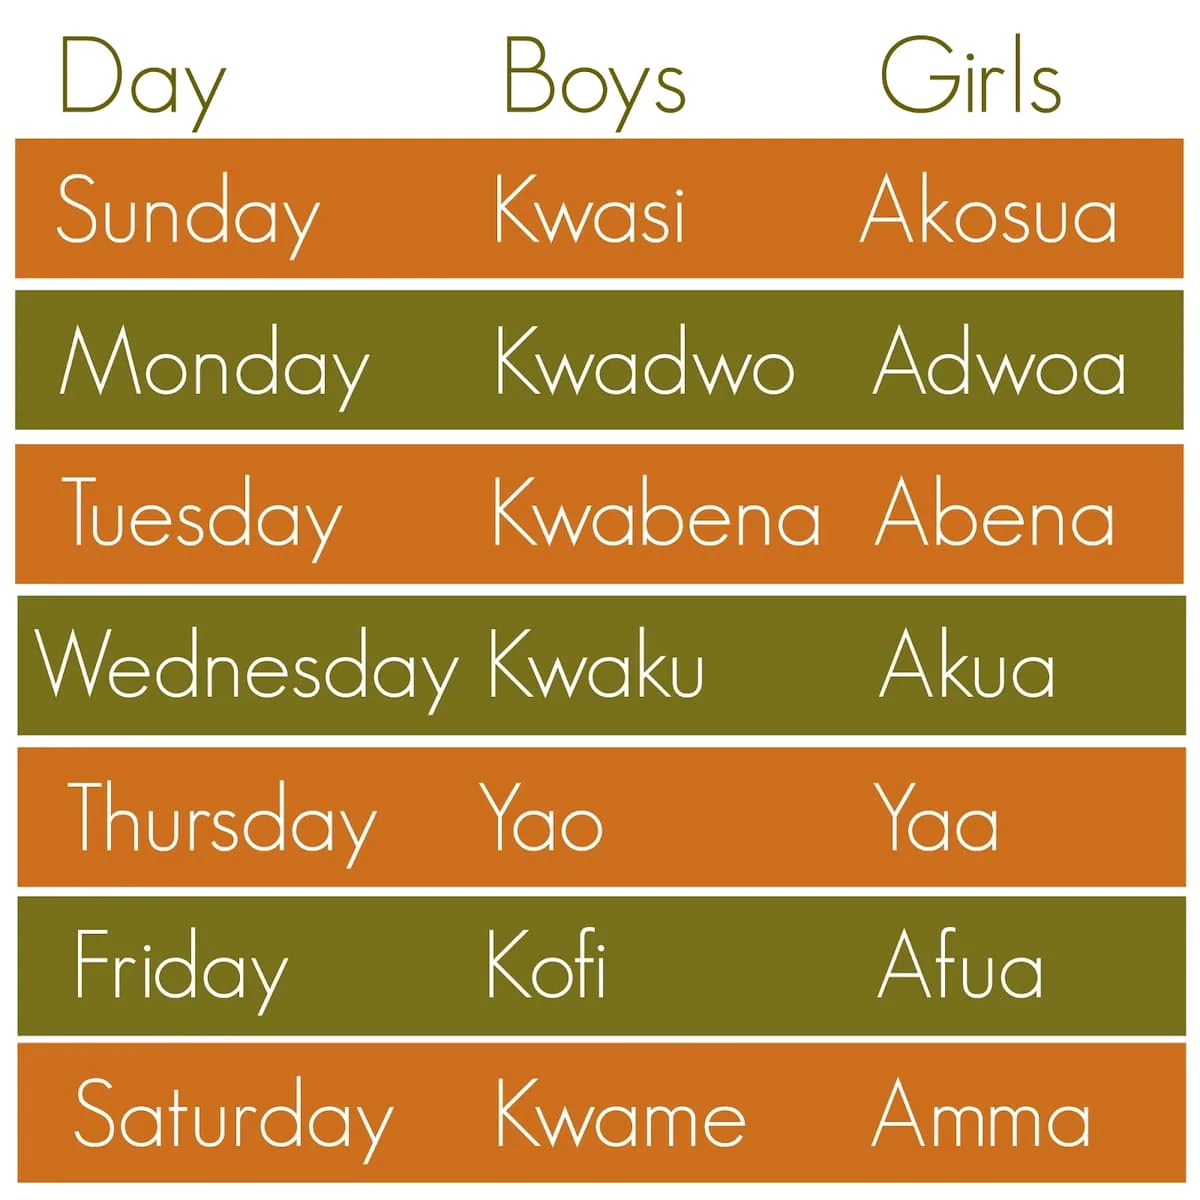 Day Boys Girls
Sunday Kwasi Akosua
Monday Kwadwo Adwoa
Tuesday Kwabena Abena
Wednesday Kwaku Akua
Thursday Yao Yaa
Friday Kofi Afua
Saturday Kwame Amma